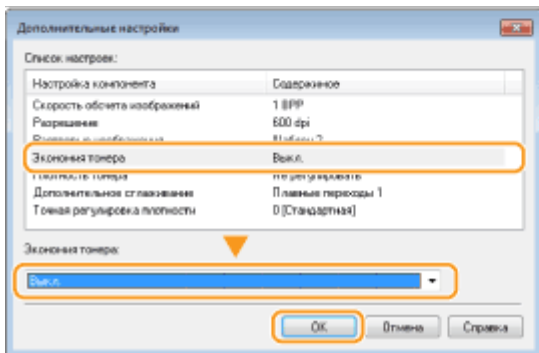 Дополнительные настройки
Список настроек:
Настройка компонента Содержимое
Скорость обсчета изображений 1 BPP
Разрешение 600 dpi
Экономия тонера Выкл.
Плотность тонера Не регулировать
Дополнительное сглаживание Плавные переходы 1
Точная регулировка плотности 0 [Стандартная]
Экономия тонера:
Выкл.
OK Отмена Справка